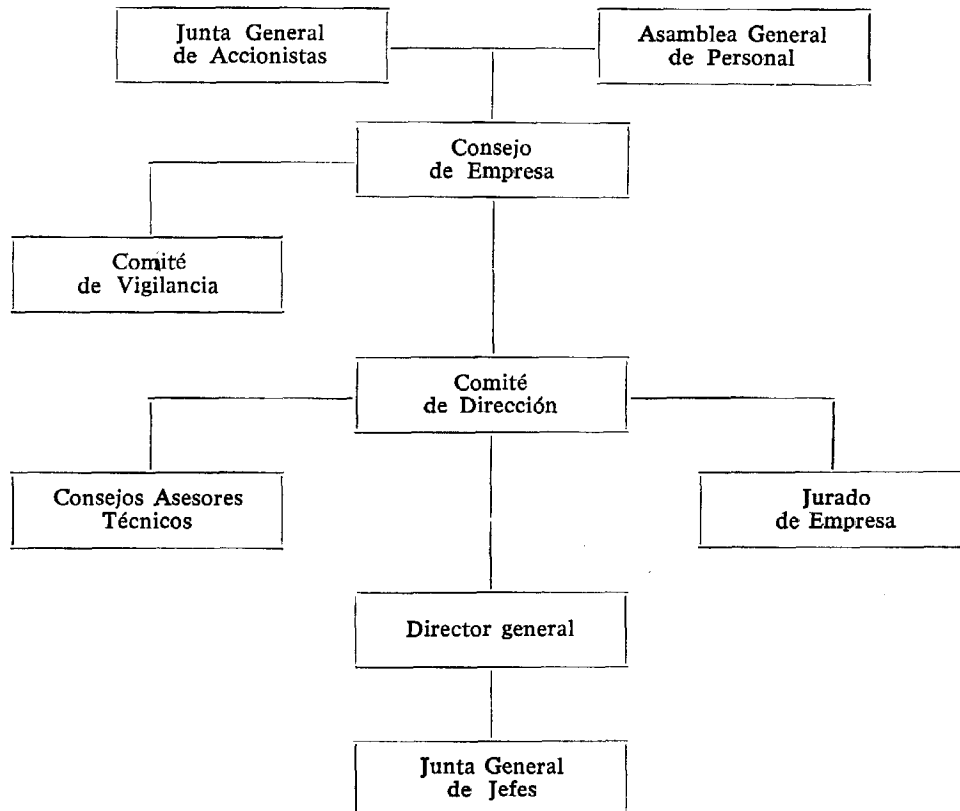 Junta General
de Accionistas
Asamblea General
de Personal
Consejo
de Empresa
Comité
de Vigilancia
Comité
de Dirección
Consejos Asesores
Técnicos
Jurado
de Empresa
Director general
Junta General
de Jefes